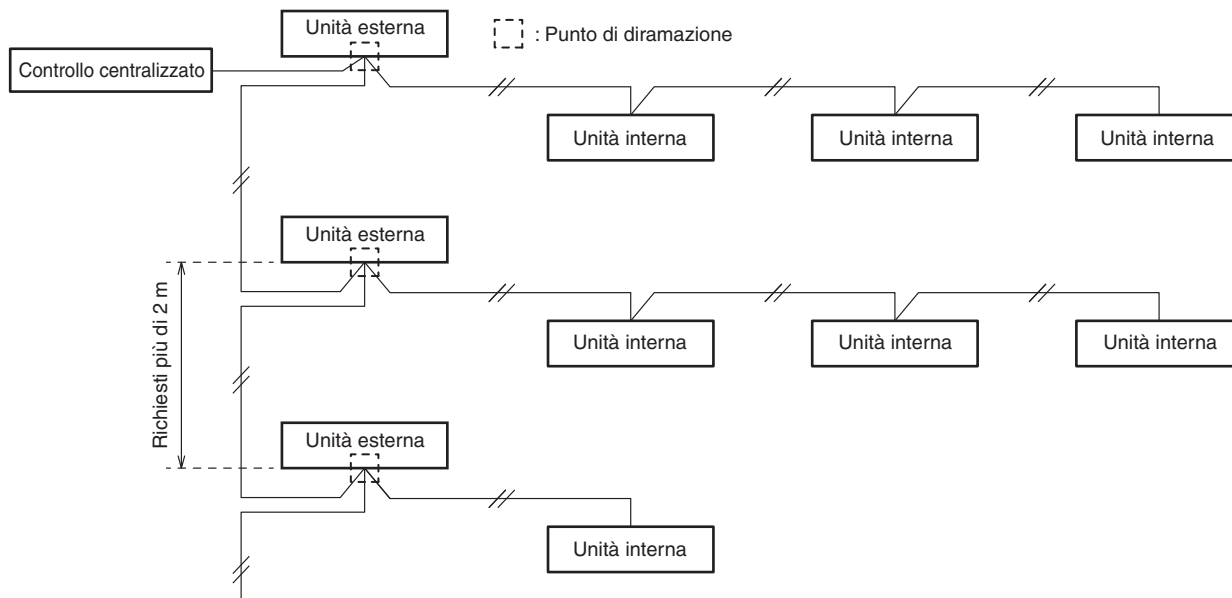 Unità esterna
: Punto di diramazione
Controllo centralizzato
Unità interna
Unità interna
Unità interna
Unità esterna
Richiesti più di 2 m
Unità interna
Unità interna
Unità interna
Unità esterna
Unità interna